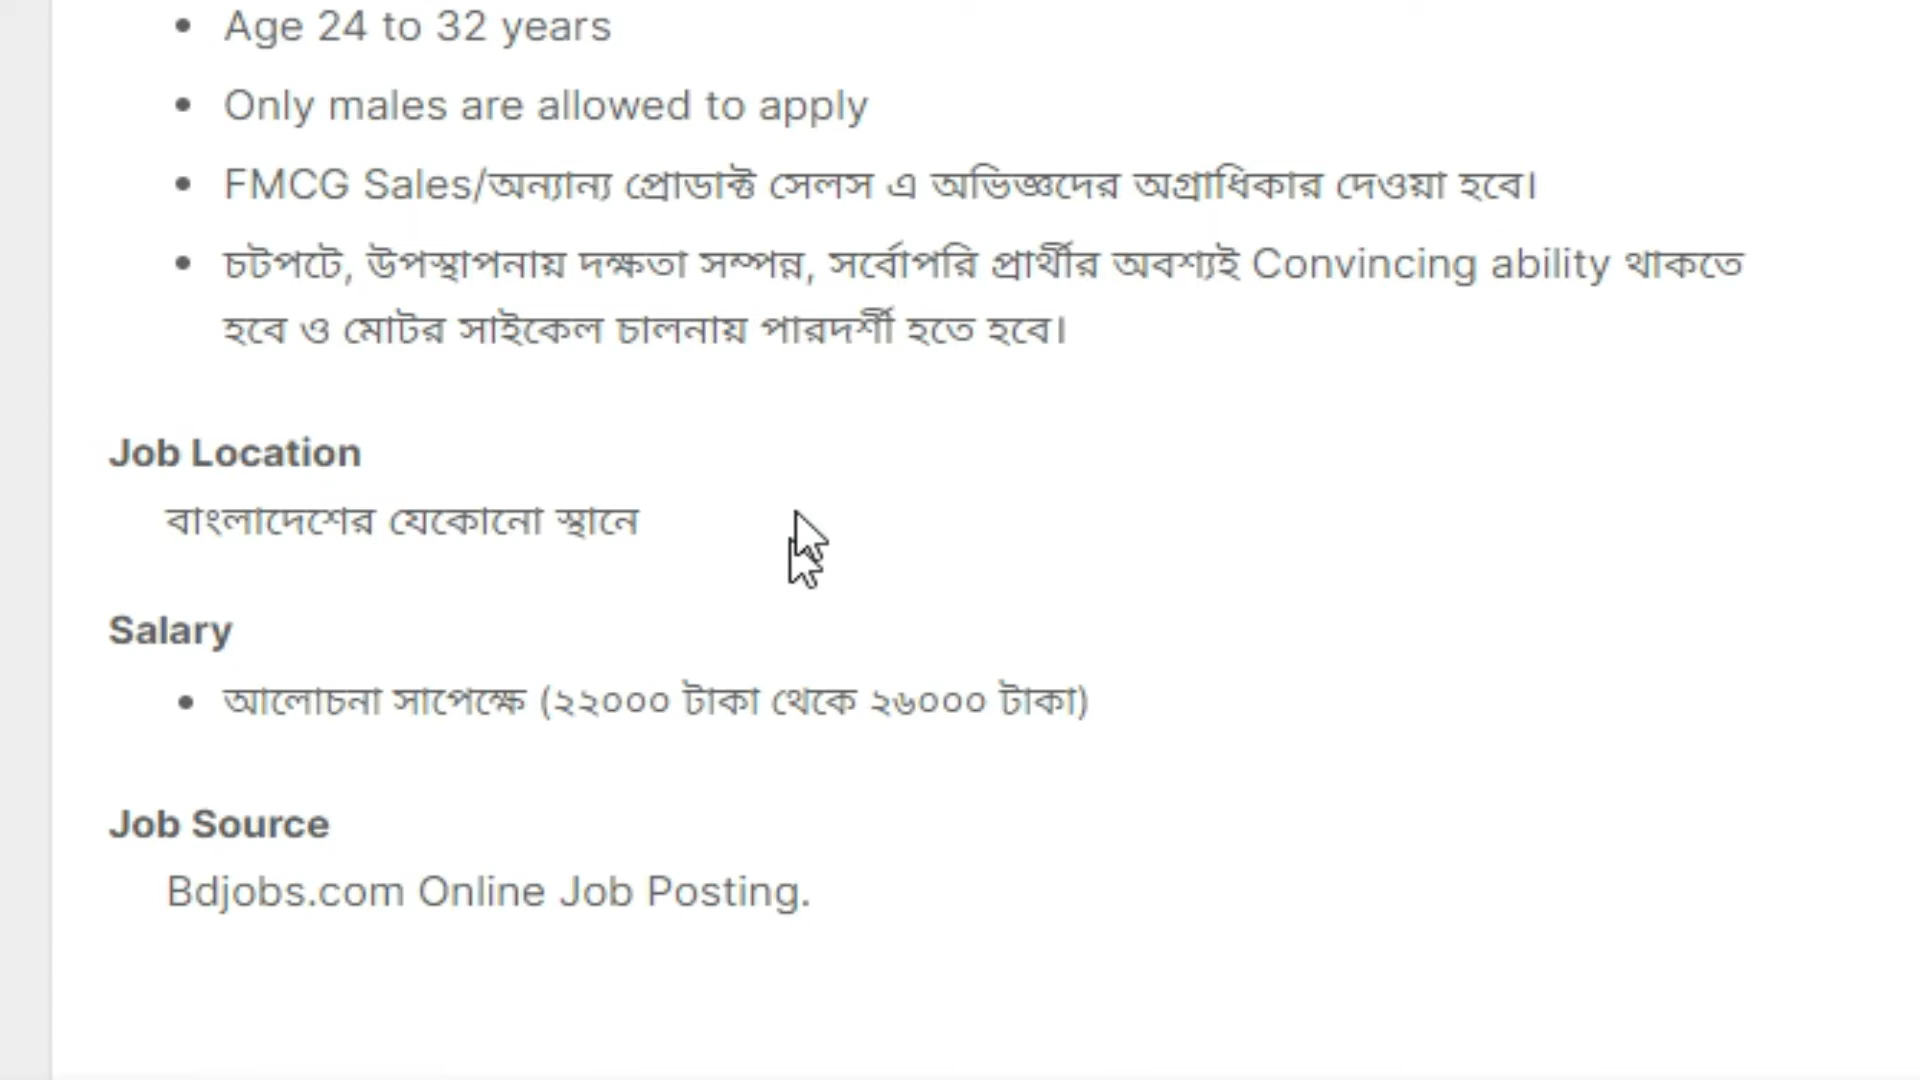 Age 24 to 32 years
Only males are allowed to apply
FMCG Sales/অন্যান্য প্রোডাক্ট সেলস এ অভিজ্ঞদের অগ্রাধিকার দেওয়া হবে।
চটপটে, উপস্থাপনায় দক্ষতা সম্পন্ন, সর্বোপরি প্রার্থীর অবশ্যই Convincing ability থাকতে
হবে ও মোটর সাইকেল চালনায় পারদর্শী হতে হবে।
Job Location
বাংলাদেশের যেকোনো স্থানে
Salary
আলোচনা সাপেক্ষে (২২০০০ টাকা থেকে ২৬০০০ টাকা)
Job Source
Bdjobs.com Online Job Posting.